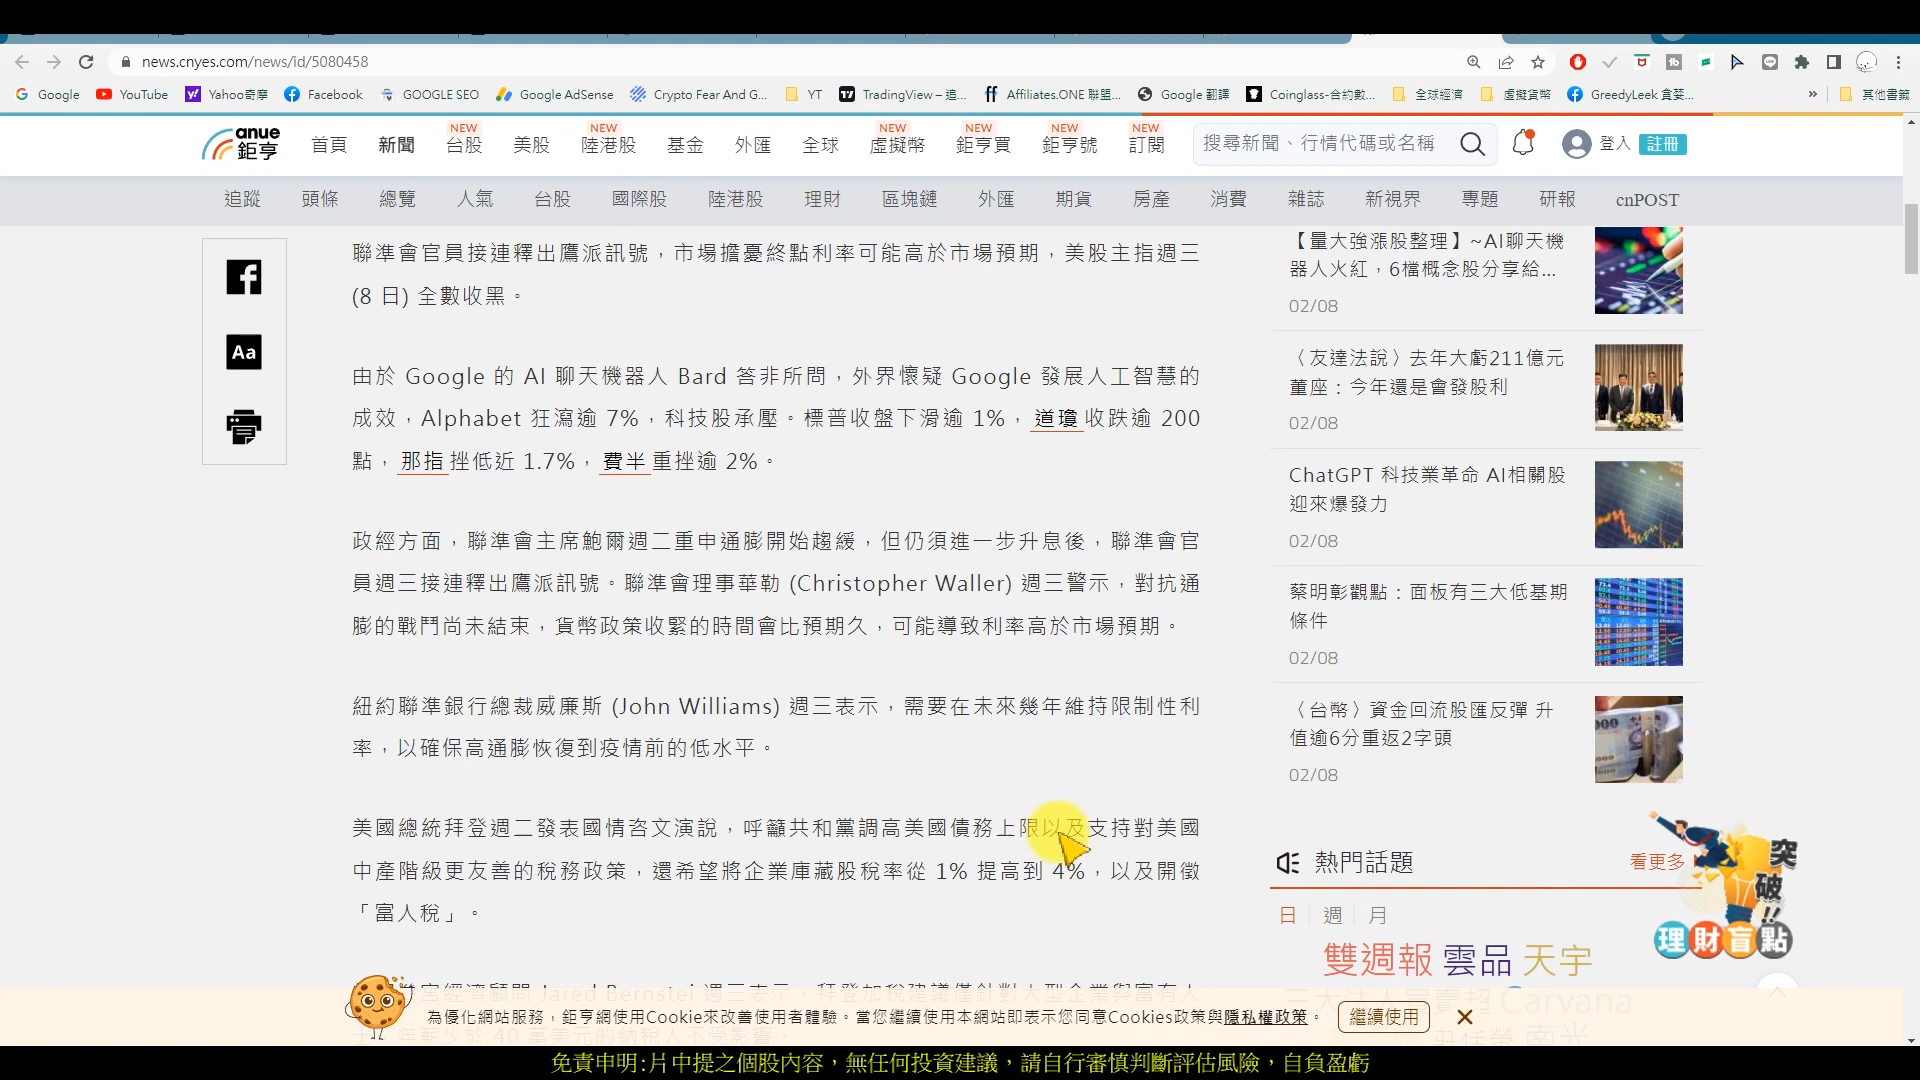 news.cnyes.com/news/id/5080458
Google YouTube Yahoo奇摩 Facebook GOOGLE SEO Google AdSense Crypto Fear And G... YT TradingView – 追... Affiliates.ONE 聯盟... Google 翻譯 Coinglass-合約數... 全球經濟 虛擬貨幣 GreedyLeek 貪婪... » 其他書籤
anue
鉅亨
NEW NEW NEW NEW NEW NEW
首頁 新聞 台股 美股 陸港股 基金 外匯 全球 虛擬幣 鉅亨買 鉅亨號 訂閱 搜尋新聞、行情代碼或名稱 登入 註冊
追蹤 頭條 總覽 人氣 台股 國際股 陸港股 理財 區塊鏈 外匯 期貨 房產 消費 雜誌 新視界 專題 研報 cnPOST
Aa
聯準會官員接連釋出鷹派訊號，市場擔憂終點利率可能高於市場預期，美股主指週三
(8 日) 全數收黑。
由於 Google 的 AI 聊天機器人 Bard 答非所問，外界懷疑 Google 發展人工智慧的
成效，Alphabet 狂瀉逾 7%，科技股承壓。標普收盤下滑逾 1%，道瓊收跌逾 200
點，那指挫低近 1.7%，費半重挫逾 2%。
政經方面，聯準會主席鮑爾週二重申通膨開始趨緩，但仍須進一步升息後，聯準會官
員週三接連釋出鷹派訊號。聯準會理事華勒 (Christopher Waller) 週三警示，對抗通
膨的戰鬥尚未結束，貨幣政策收緊的時間會比預期久，可能導致利率高於市場預期。
紐約聯準銀行總裁威廉斯 (John Williams) 週三表示，需要在未來幾年維持限制性利
率，以確保高通膨恢復到疫情前的低水平。
美國總統拜登週二發表國情咨文演說，呼籲共和黨調高美國債務上限以及支持對美國
中產階級更友善的稅務政策，還希望將企業庫藏股稅率從 1% 提高到 4%，以及開徵
「富人稅」。
宮經濟顧問 Jared Bernstei 週三表示，拜登加稅建議僅針對大型企業與富有人
年薪少於 40 萬美元的納稅人不受影響。
【量大強漲股整理】~AI聊天機
器人火紅，6檔概念股分享給...
02/08
〈友達法說〉去年大虧211億元
董座：今年還是會發股利
02/08
ChatGPT 科技業革命 AI相關股
迎來爆發力
02/08
蔡明彰觀點：面板有三大低基期
條件
02/08
〈台幣〉資金回流股匯反彈 升
值逾6分重返2字頭
02/08
熱門話題 看更多
日 週 月
雙週報 雲品 天宇
三大法人買賣超 Carvana
南光
突破!!
理財盲點
為優化網站服務，鉅亨網使用Cookie來改善使用者體驗。當您繼續使用本網站即表示您同意Cookies政策與隱私權政策。 繼續使用
免責申明:片中提之個股內容，無任何投資建議，請自行審慎判斷評估風險，自負盈虧